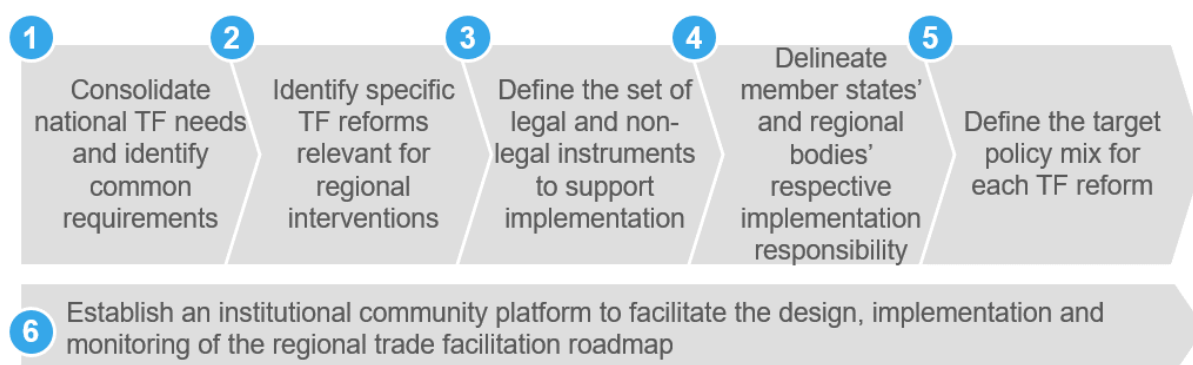 1
Consolidate
national TF needs
and identify
common
requirements
2
Identify specific
TF reforms
relevant for
regional
interventions
3
Define the set of
legal and non-
legal instruments
to support
implementation
4
Delineate
member states’
and regional
bodies’
respective
implementation
responsibility
5
Define the target
policy mix for
each TF reform
6
Establish an institutional community platform to facilitate the design, implementation and
monitoring of the regional trade facilitation roadmap